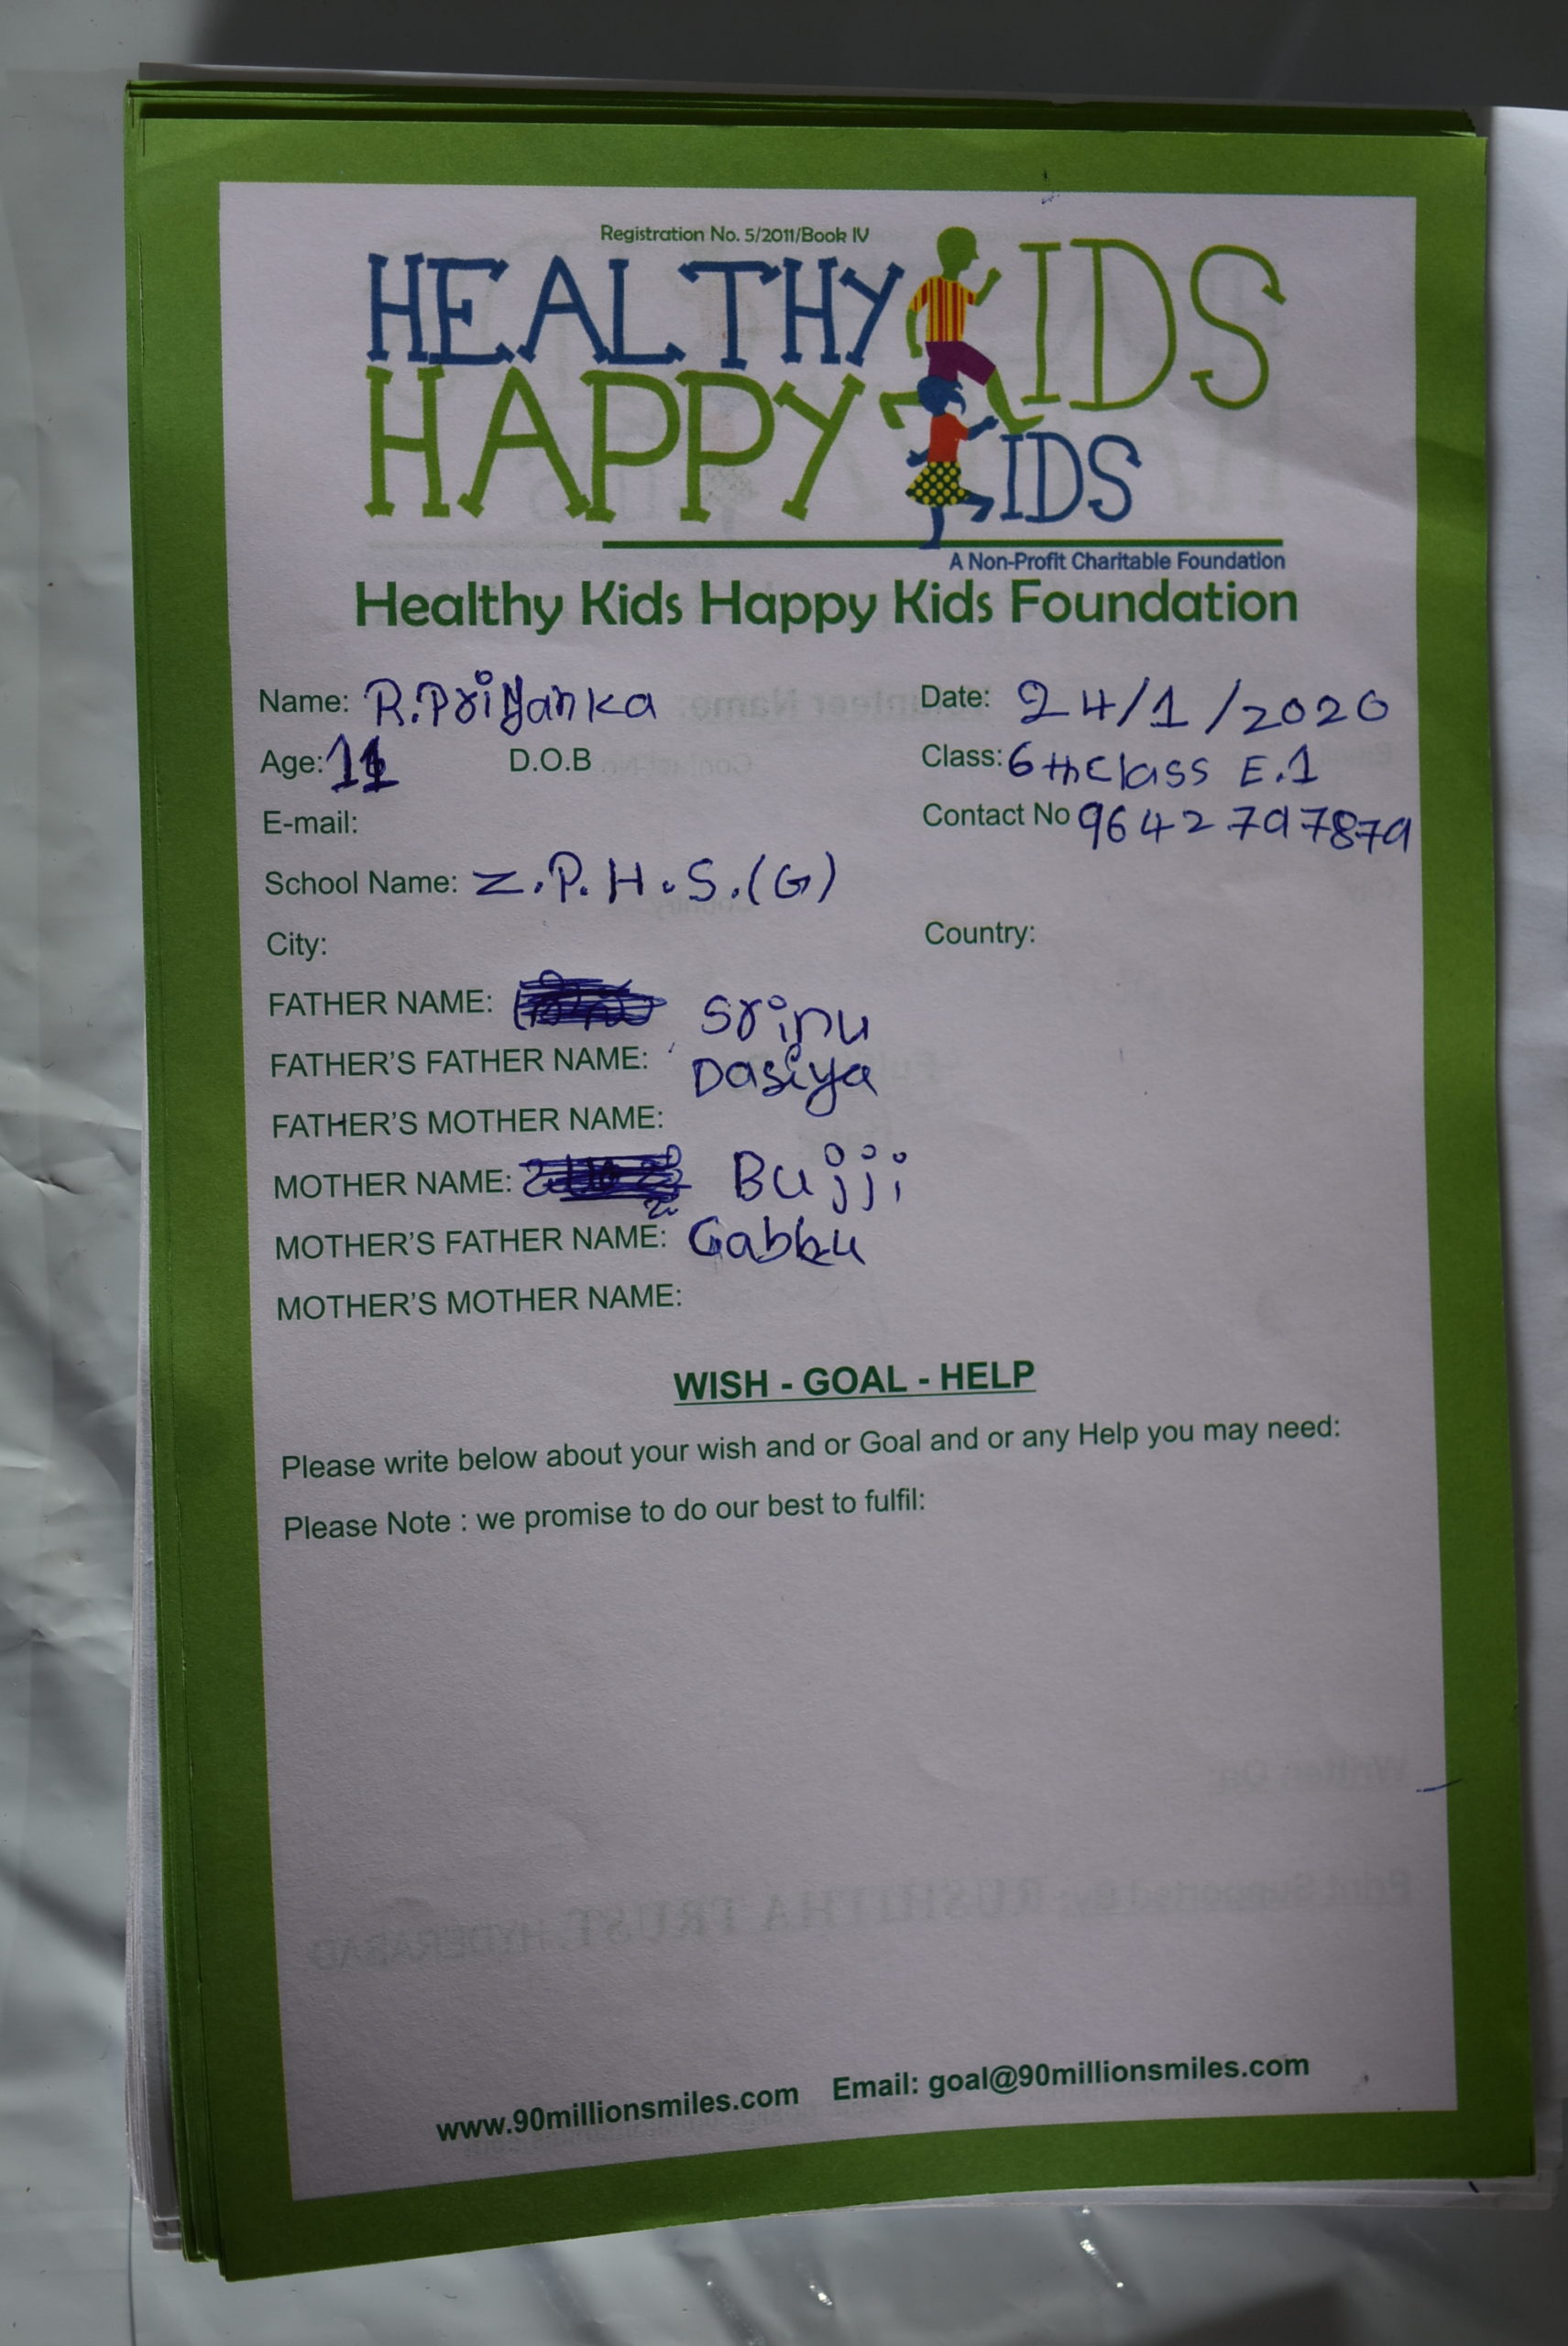 Registration No. 5/2011/Book IV
HEALTHY KIDS
HAPPY KIDS
A Non-Profit Charitable Foundation
Healthy Kids Happy Kids Foundation
Name: R.Priyanka Date: 24/1/2020
Age: 11 D.O.B Class: 6th class E.1
E-mail: Contact No 9642797879
School Name: Z.P.H.S.(G)
City: Country:
FATHER NAME: Srinu
FATHER'S FATHER NAME: Dasiya
FATHER'S MOTHER NAME:
MOTHER NAME: Bujji
MOTHER'S FATHER NAME: Gabbu
MOTHER'S MOTHER NAME:
WISH - GOAL - HELP
Please write below about your wish and or Goal and or any Help you may need:
Please Note : we promise to do our best to fulfil:
www.90millionsmiles.com Email: goal@90millionsmiles.com